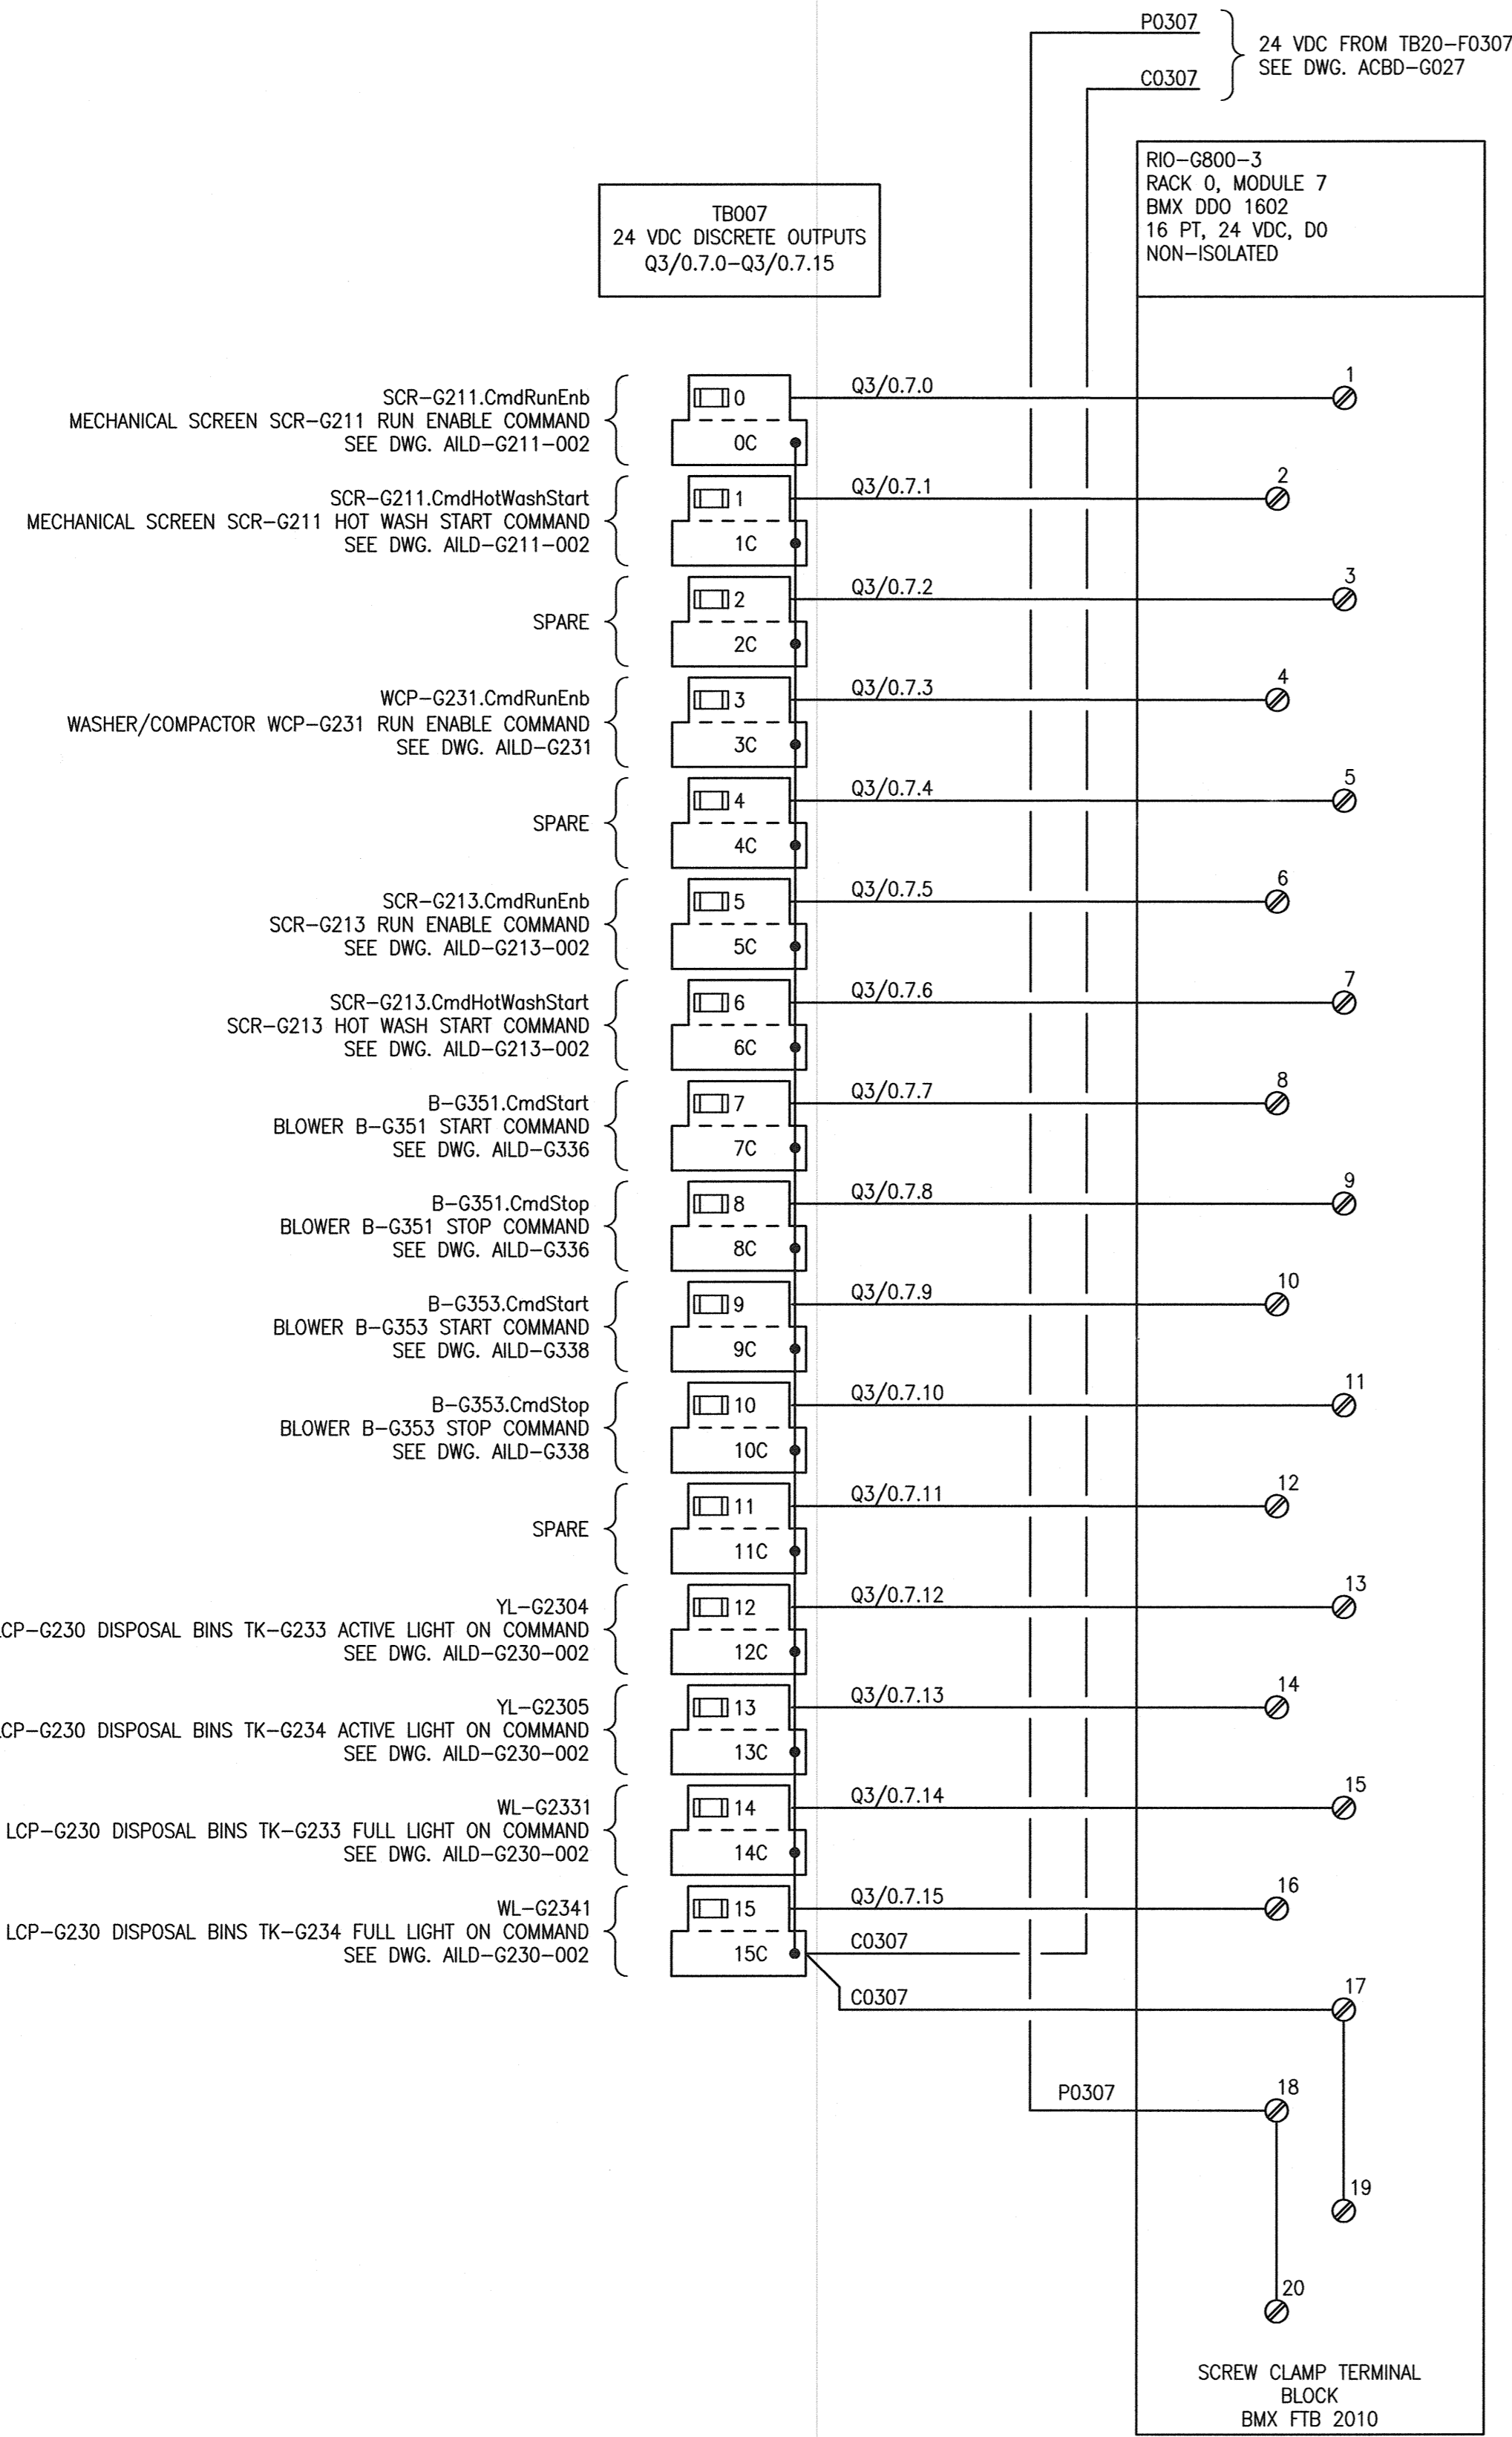 P0307
24 VDC FROM TB20-F0307
C0307
SEE DWG. ACBD-G027
RIO-G800-3
RACK 0, MODULE 7
BMX DDO 1602
16 PT, 24 VDC, DO
NON-ISOLATED
TB007
24 VDC DISCRETE OUTPUTS
Q3/0.7.0-Q3/0.7.15
SCR-G211.CmdRunEnb
MECHANICAL SCREEN SCR-G211 RUN ENABLE COMMAND
SEE DWG. AILD-G211-002
0
0C
Q3/0.7.0
1
SCR-G211.CmdHotWashStart
MECHANICAL SCREEN SCR-G211 HOT WASH START COMMAND
SEE DWG. AILD-G211-002
1
1C
Q3/0.7.1
2
SPARE
2
2C
Q3/0.7.2
3
WCP-G231.CmdRunEnb
WASHER/COMPACTOR WCP-G231 RUN ENABLE COMMAND
SEE DWG. AILD-G231
3
3C
Q3/0.7.3
4
SPARE
4
4C
Q3/0.7.4
5
SCR-G213.CmdRunEnb
SCR-G213 RUN ENABLE COMMAND
SEE DWG. AILD-G213-002
5
5C
Q3/0.7.5
6
SCR-G213.CmdHotWashStart
SCR-G213 HOT WASH START COMMAND
SEE DWG. AILD-G213-002
6
6C
Q3/0.7.6
7
B-G351.CmdStart
BLOWER B-G351 START COMMAND
SEE DWG. AILD-G336
7
7C
Q3/0.7.7
8
B-G351.CmdStop
BLOWER B-G351 STOP COMMAND
SEE DWG. AILD-G336
8
8C
Q3/0.7.8
9
B-G353.CmdStart
BLOWER B-G353 START COMMAND
SEE DWG. AILD-G338
9
9C
Q3/0.7.9
10
B-G353.CmdStop
BLOWER B-G353 STOP COMMAND
SEE DWG. AILD-G338
10
10C
Q3/0.7.10
11
SPARE
11
11C
Q3/0.7.11
12
YL-G2304
CP-G230 DISPOSAL BINS TK-G233 ACTIVE LIGHT ON COMMAND
SEE DWG. AILD-G230-002
12
12C
Q3/0.7.12
13
YL-G2305
CP-G230 DISPOSAL BINS TK-G234 ACTIVE LIGHT ON COMMAND
SEE DWG. AILD-G230-002
13
13C
Q3/0.7.13
14
WL-G2331
LCP-G230 DISPOSAL BINS TK-G233 FULL LIGHT ON COMMAND
SEE DWG. AILD-G230-002
14
14C
Q3/0.7.14
15
WL-G2341
LCP-G230 DISPOSAL BINS TK-G234 FULL LIGHT ON COMMAND
SEE DWG. AILD-G230-002
15
15C
Q3/0.7.15
16
C0307
C0307
17
P0307
18
19
20
SCREW CLAMP TERMINAL
BLOCK
BMX FTB 2010